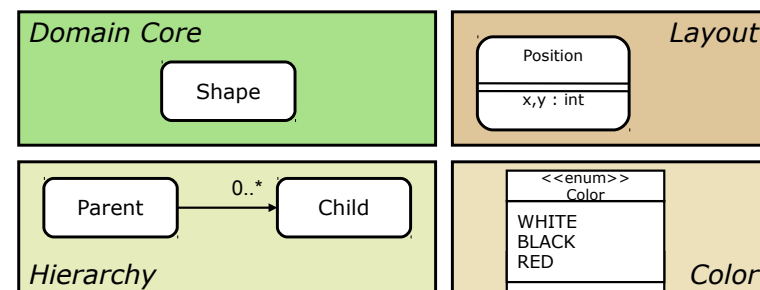 Domain Core
Shape
Layout
Position
x,y : int
Parent
0..*
Child
Hierarchy
<<enum>>
Color
WHITE
BLACK
RED
Color